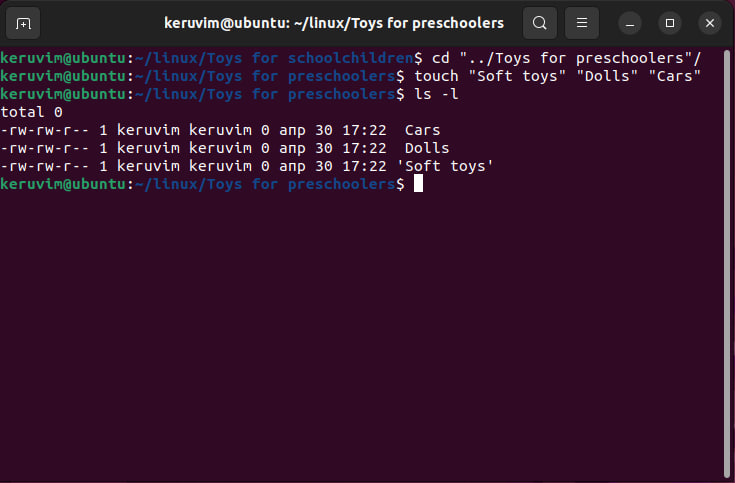 keruvim@ubuntu: ~/linux/Toys for preschoolers
keruvim@ubuntu:~/linux/Toys for schoolchildren$ cd "../Toys for preschoolers"/
keruvim@ubuntu:~/linux/Toys for preschoolers$ touch "Soft toys" "Dolls" "Cars"
keruvim@ubuntu:~/linux/Toys for preschoolers$ ls -l
total 0
-rw-rw-r-- 1 keruvim keruvim 0 апр 30 17:22  Cars
-rw-rw-r-- 1 keruvim keruvim 0 апр 30 17:22  Dolls
-rw-rw-r-- 1 keruvim keruvim 0 апр 30 17:22 'Soft toys'
keruvim@ubuntu:~/linux/Toys for preschoolers$